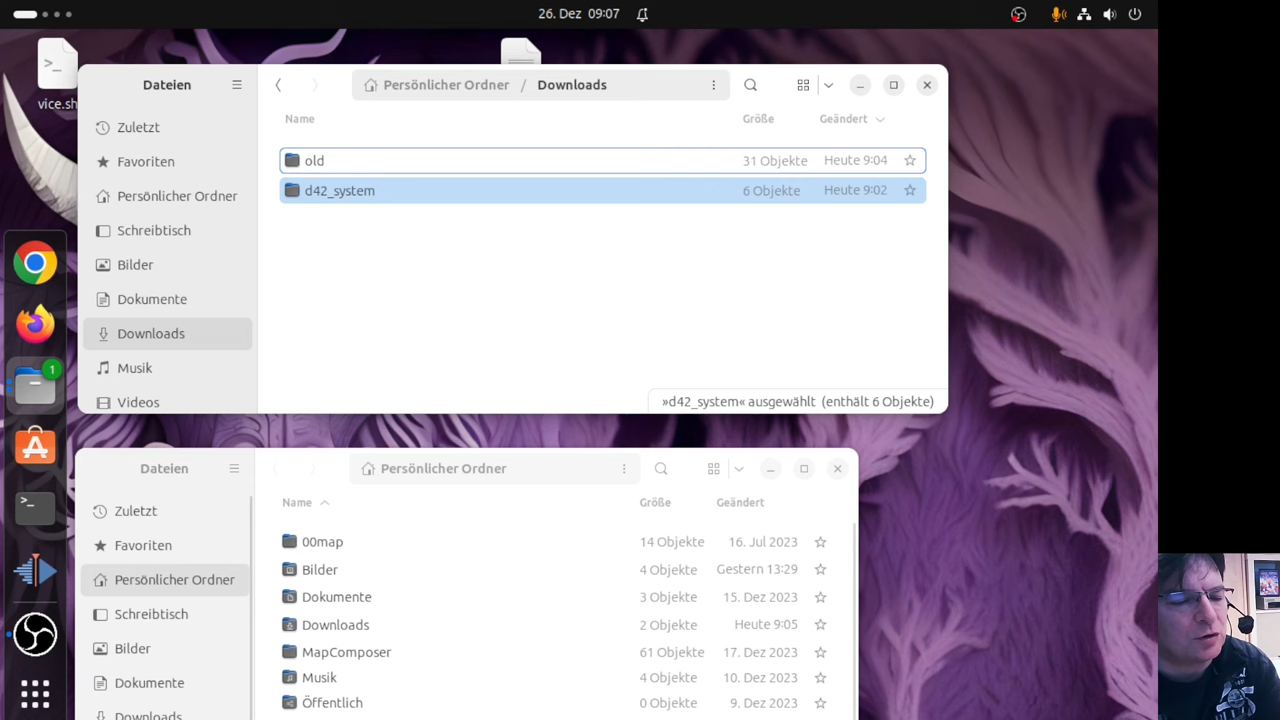 26. Dez 09:07
vice.sh
Dateien
Persönlicher Ordner / Downloads
Name Größe Geändert
Zuletzt
Favoriten
Persönlicher Ordner
Schreibtisch
Bilder
Dokumente
Downloads
Musik
Videos
old 31 Objekte Heute 9:04
d42_system 6 Objekte Heute 9:02
»d42_system« ausgewählt (enthält 6 Objekte)
1
Dateien
Persönlicher Ordner
Name Größe Geändert
Zuletzt
Favoriten
Persönlicher Ordner
Schreibtisch
Bilder
Dokumente
Downloads
00map 14 Objekte 16. Jul 2023
Bilder 4 Objekte Gestern 13:29
Dokumente 3 Objekte 15. Dez 2023
Downloads 2 Objekte Heute 9:05
MapComposer 61 Objekte 17. Dez 2023
Musik 4 Objekte 10. Dez 2023
Öffentlich 0 Objekte 9. Dez 2023